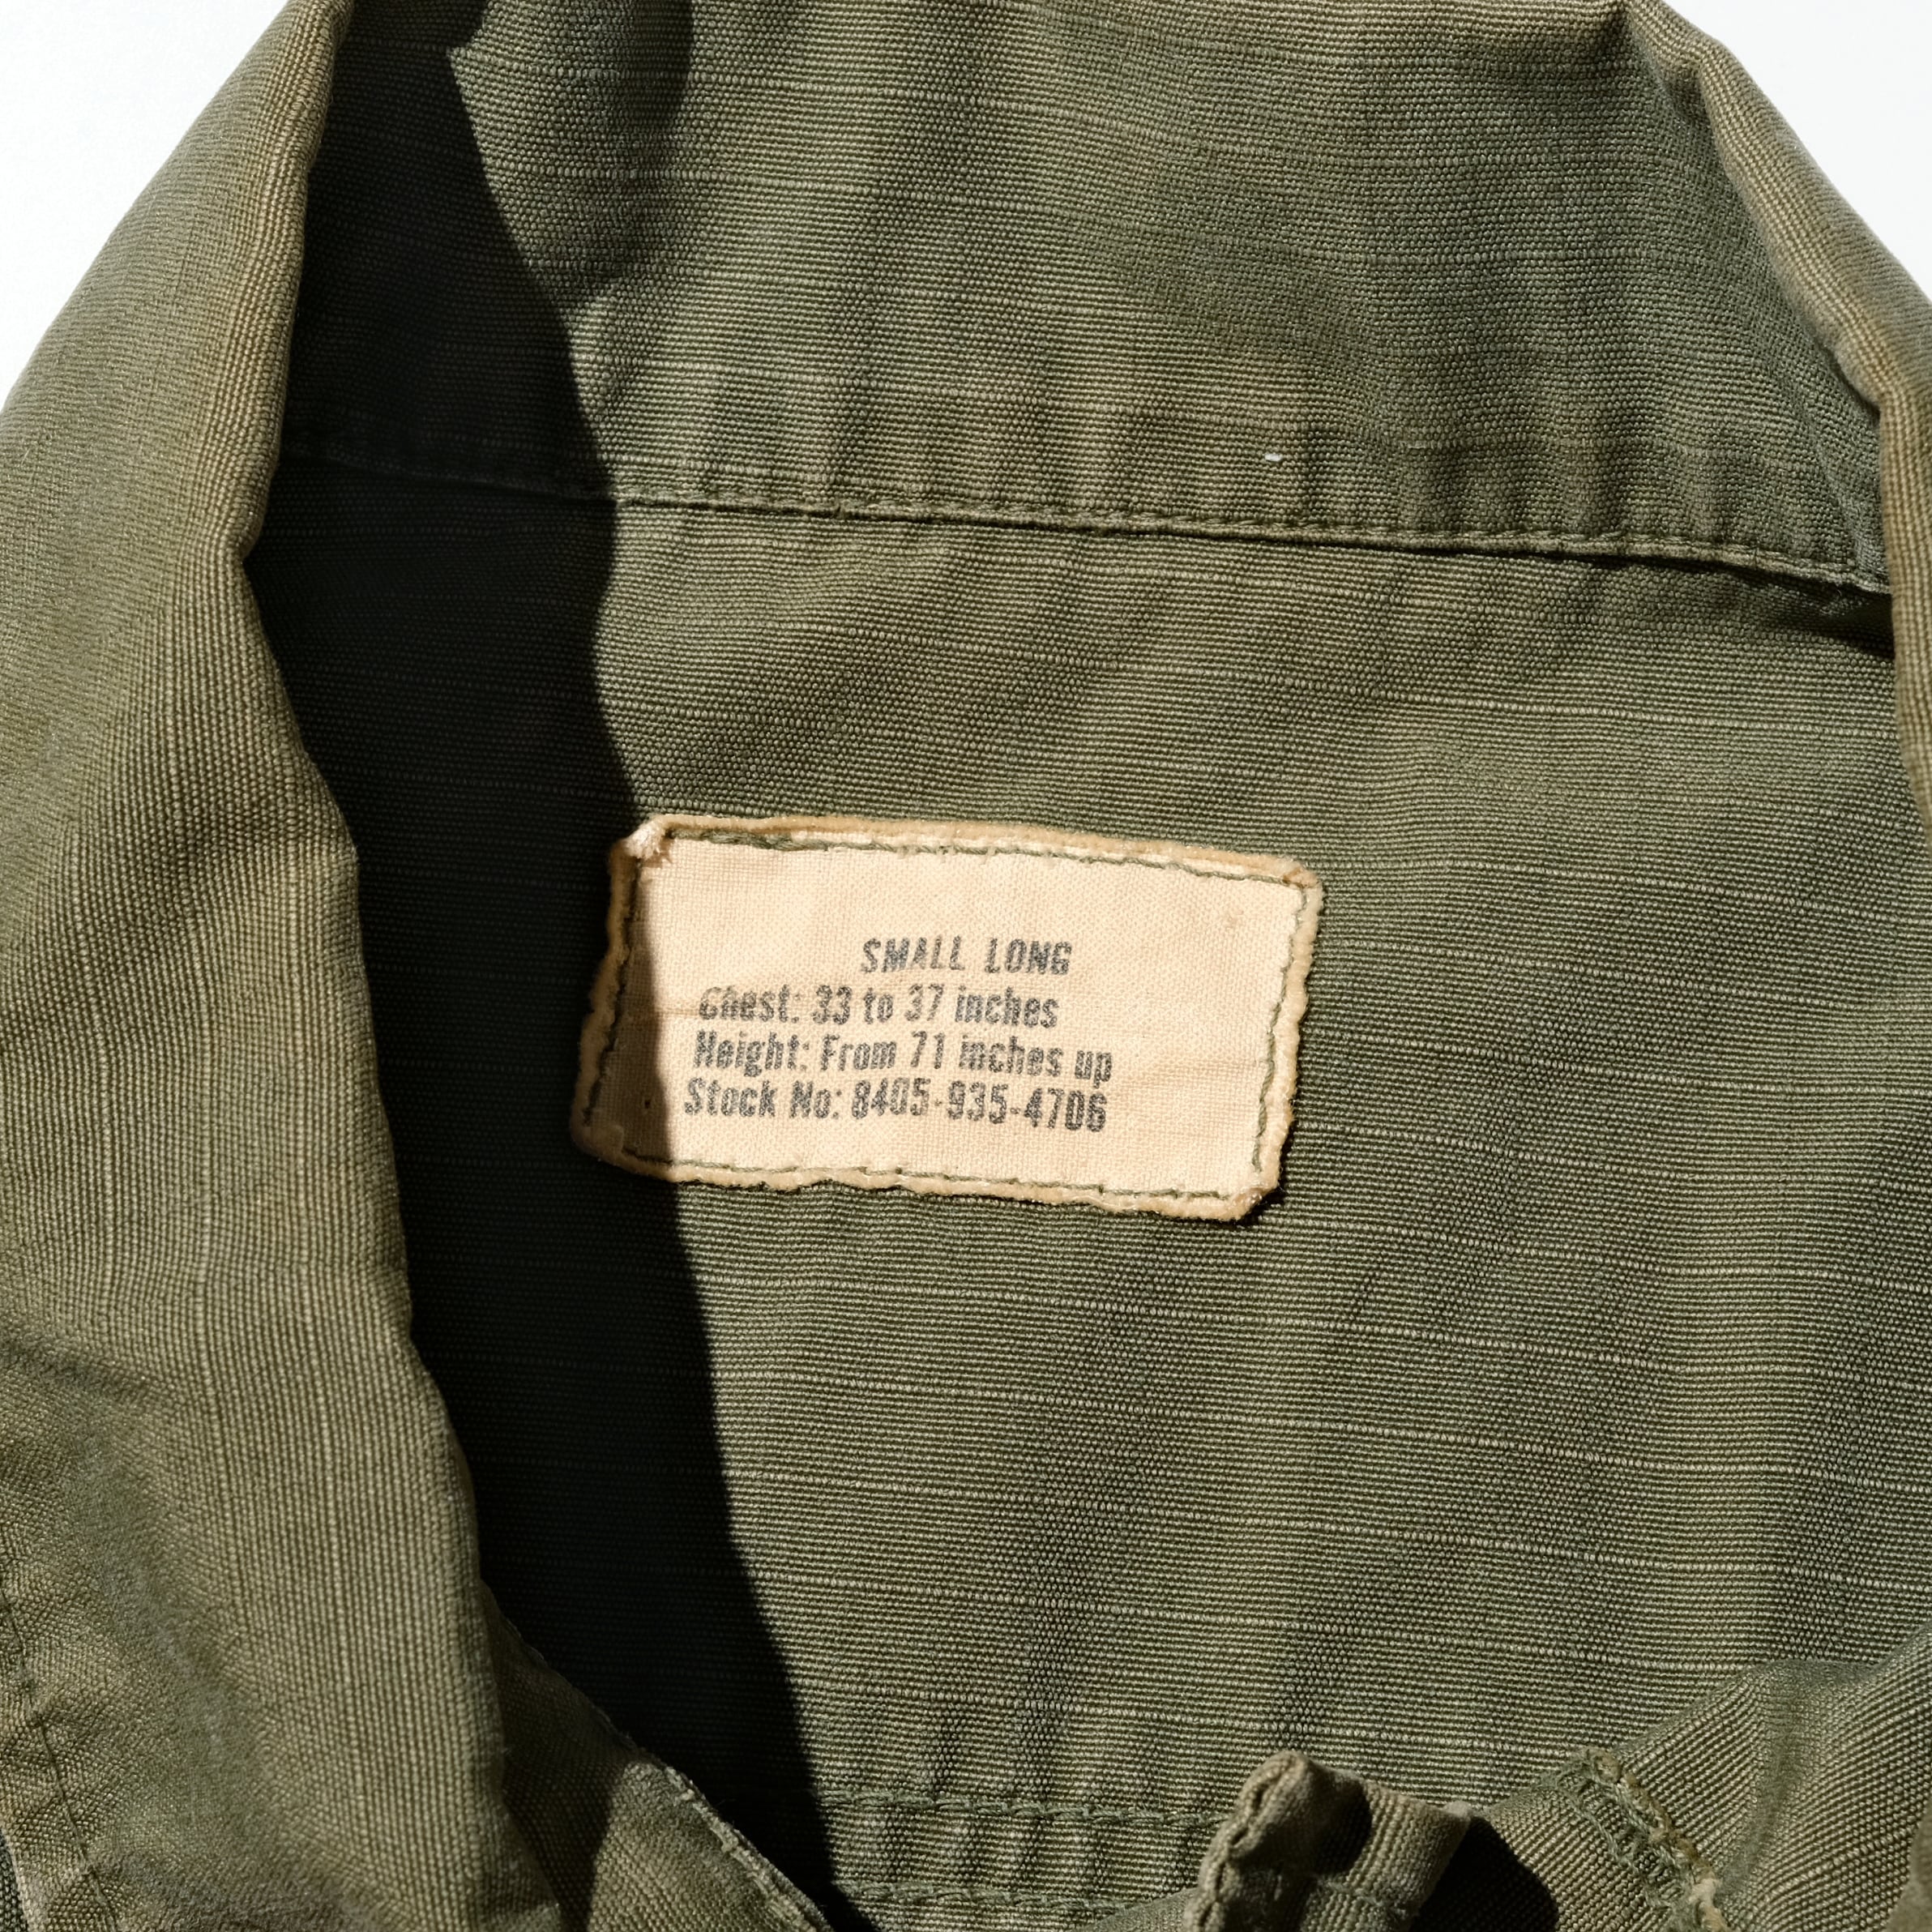 SMALL LONG
Chest: 33 to 37 inches
Height: From 71 inches up
Stock No: 8405-935-4706